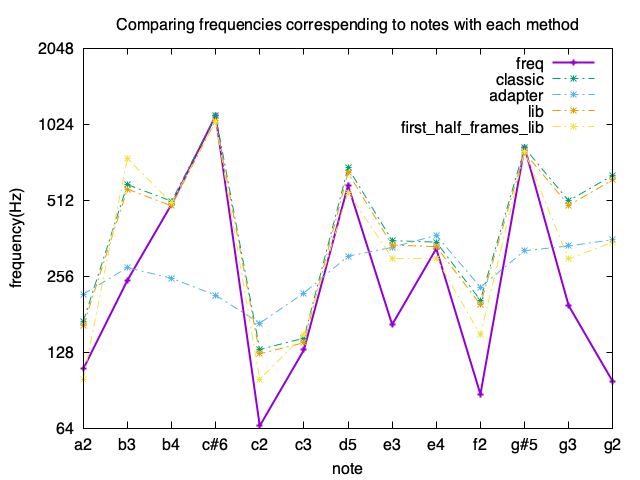 Comparing frequencies correspending to notes with each method
2048
1024
512
256
128
64
frequency(Hz)
freq
classic
adapter
lib
first_half_frames_lib
a2 b3 b4 c#6 c2 c3 d5 e3 e4 f2 g#5 g3 g2
note